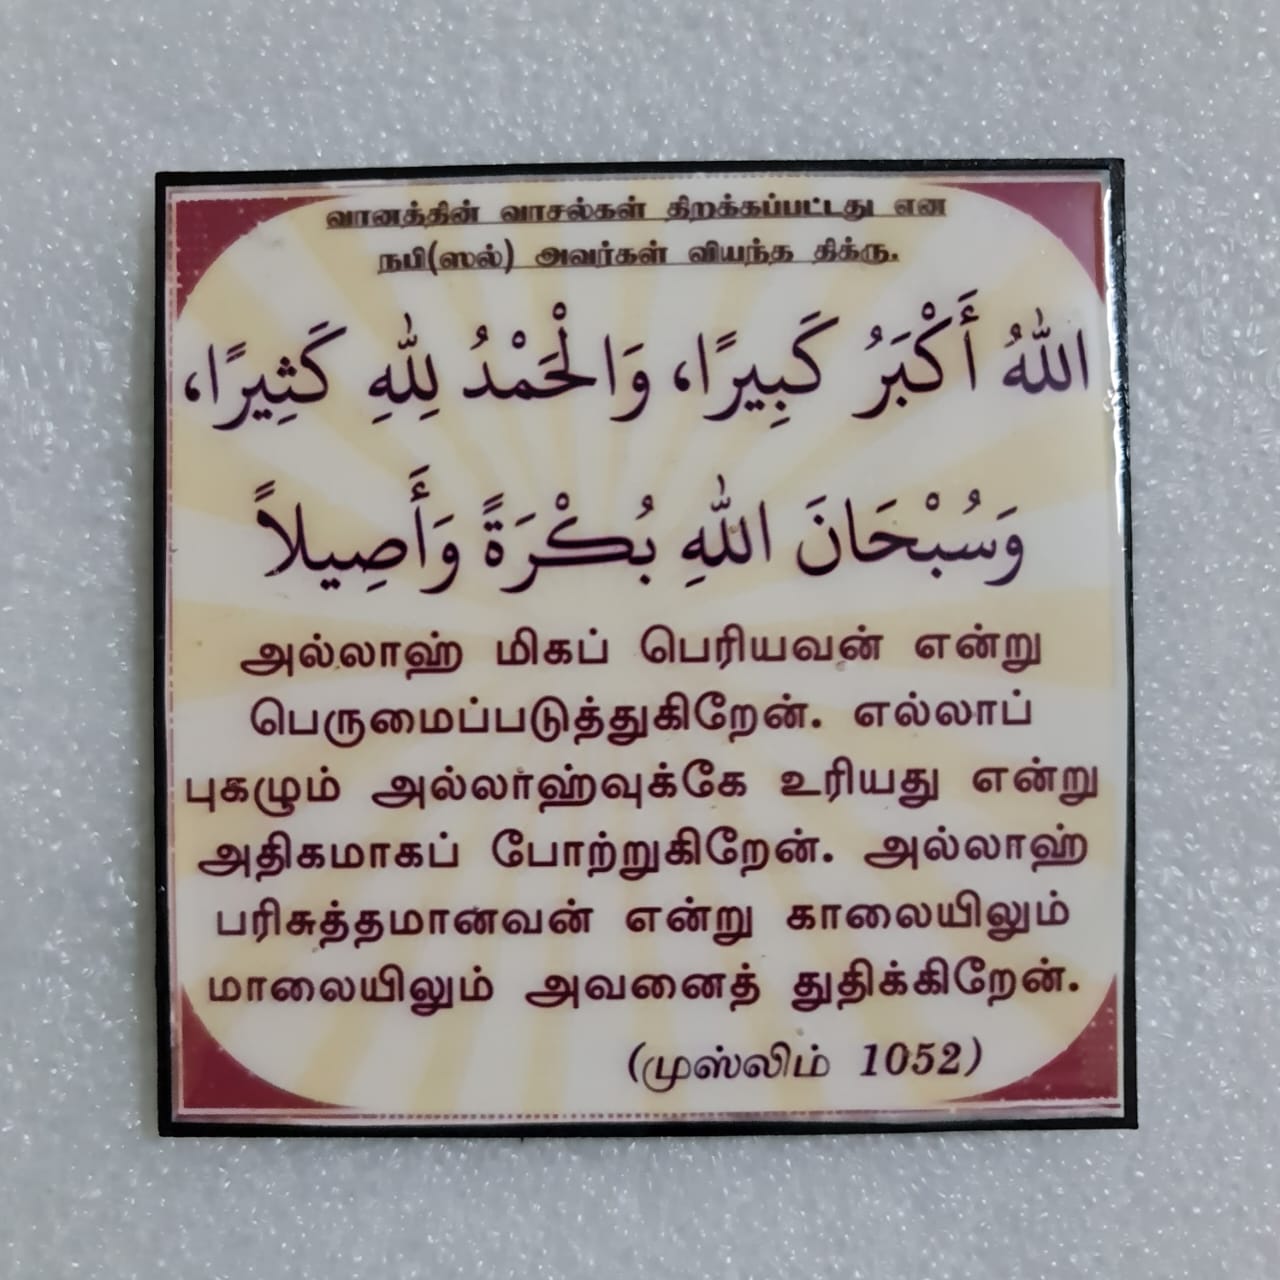 வானத்தின் வாசல்கள் திறக்கப்பட்டது என
நபி(ஸல்) அவர்கள் வியந்த திக்ரு.
اللهُ أَكْبَرُ كَبِيرًا، وَالْحَمْدُ لِلّٰهِ كَثِيرًا،
وَسُبْحَانَ اللهِ بُكْرَةً وَأَصِيلاً
அல்லாஹ் மிகப் பெரியவன் என்று
பெருமைப்படுத்துகிறேன். எல்லாப்
புகழும் அல்லாஹ்வுக்கே உரியது என்று
அதிகமாகப் போற்றுகிறேன். அல்லாஹ்
பரிசுத்தமானவன் என்று காலையிலும்
மாலையிலும் அவனைத் துதிக்கிறேன்.
(முஸ்லிம் 1052)